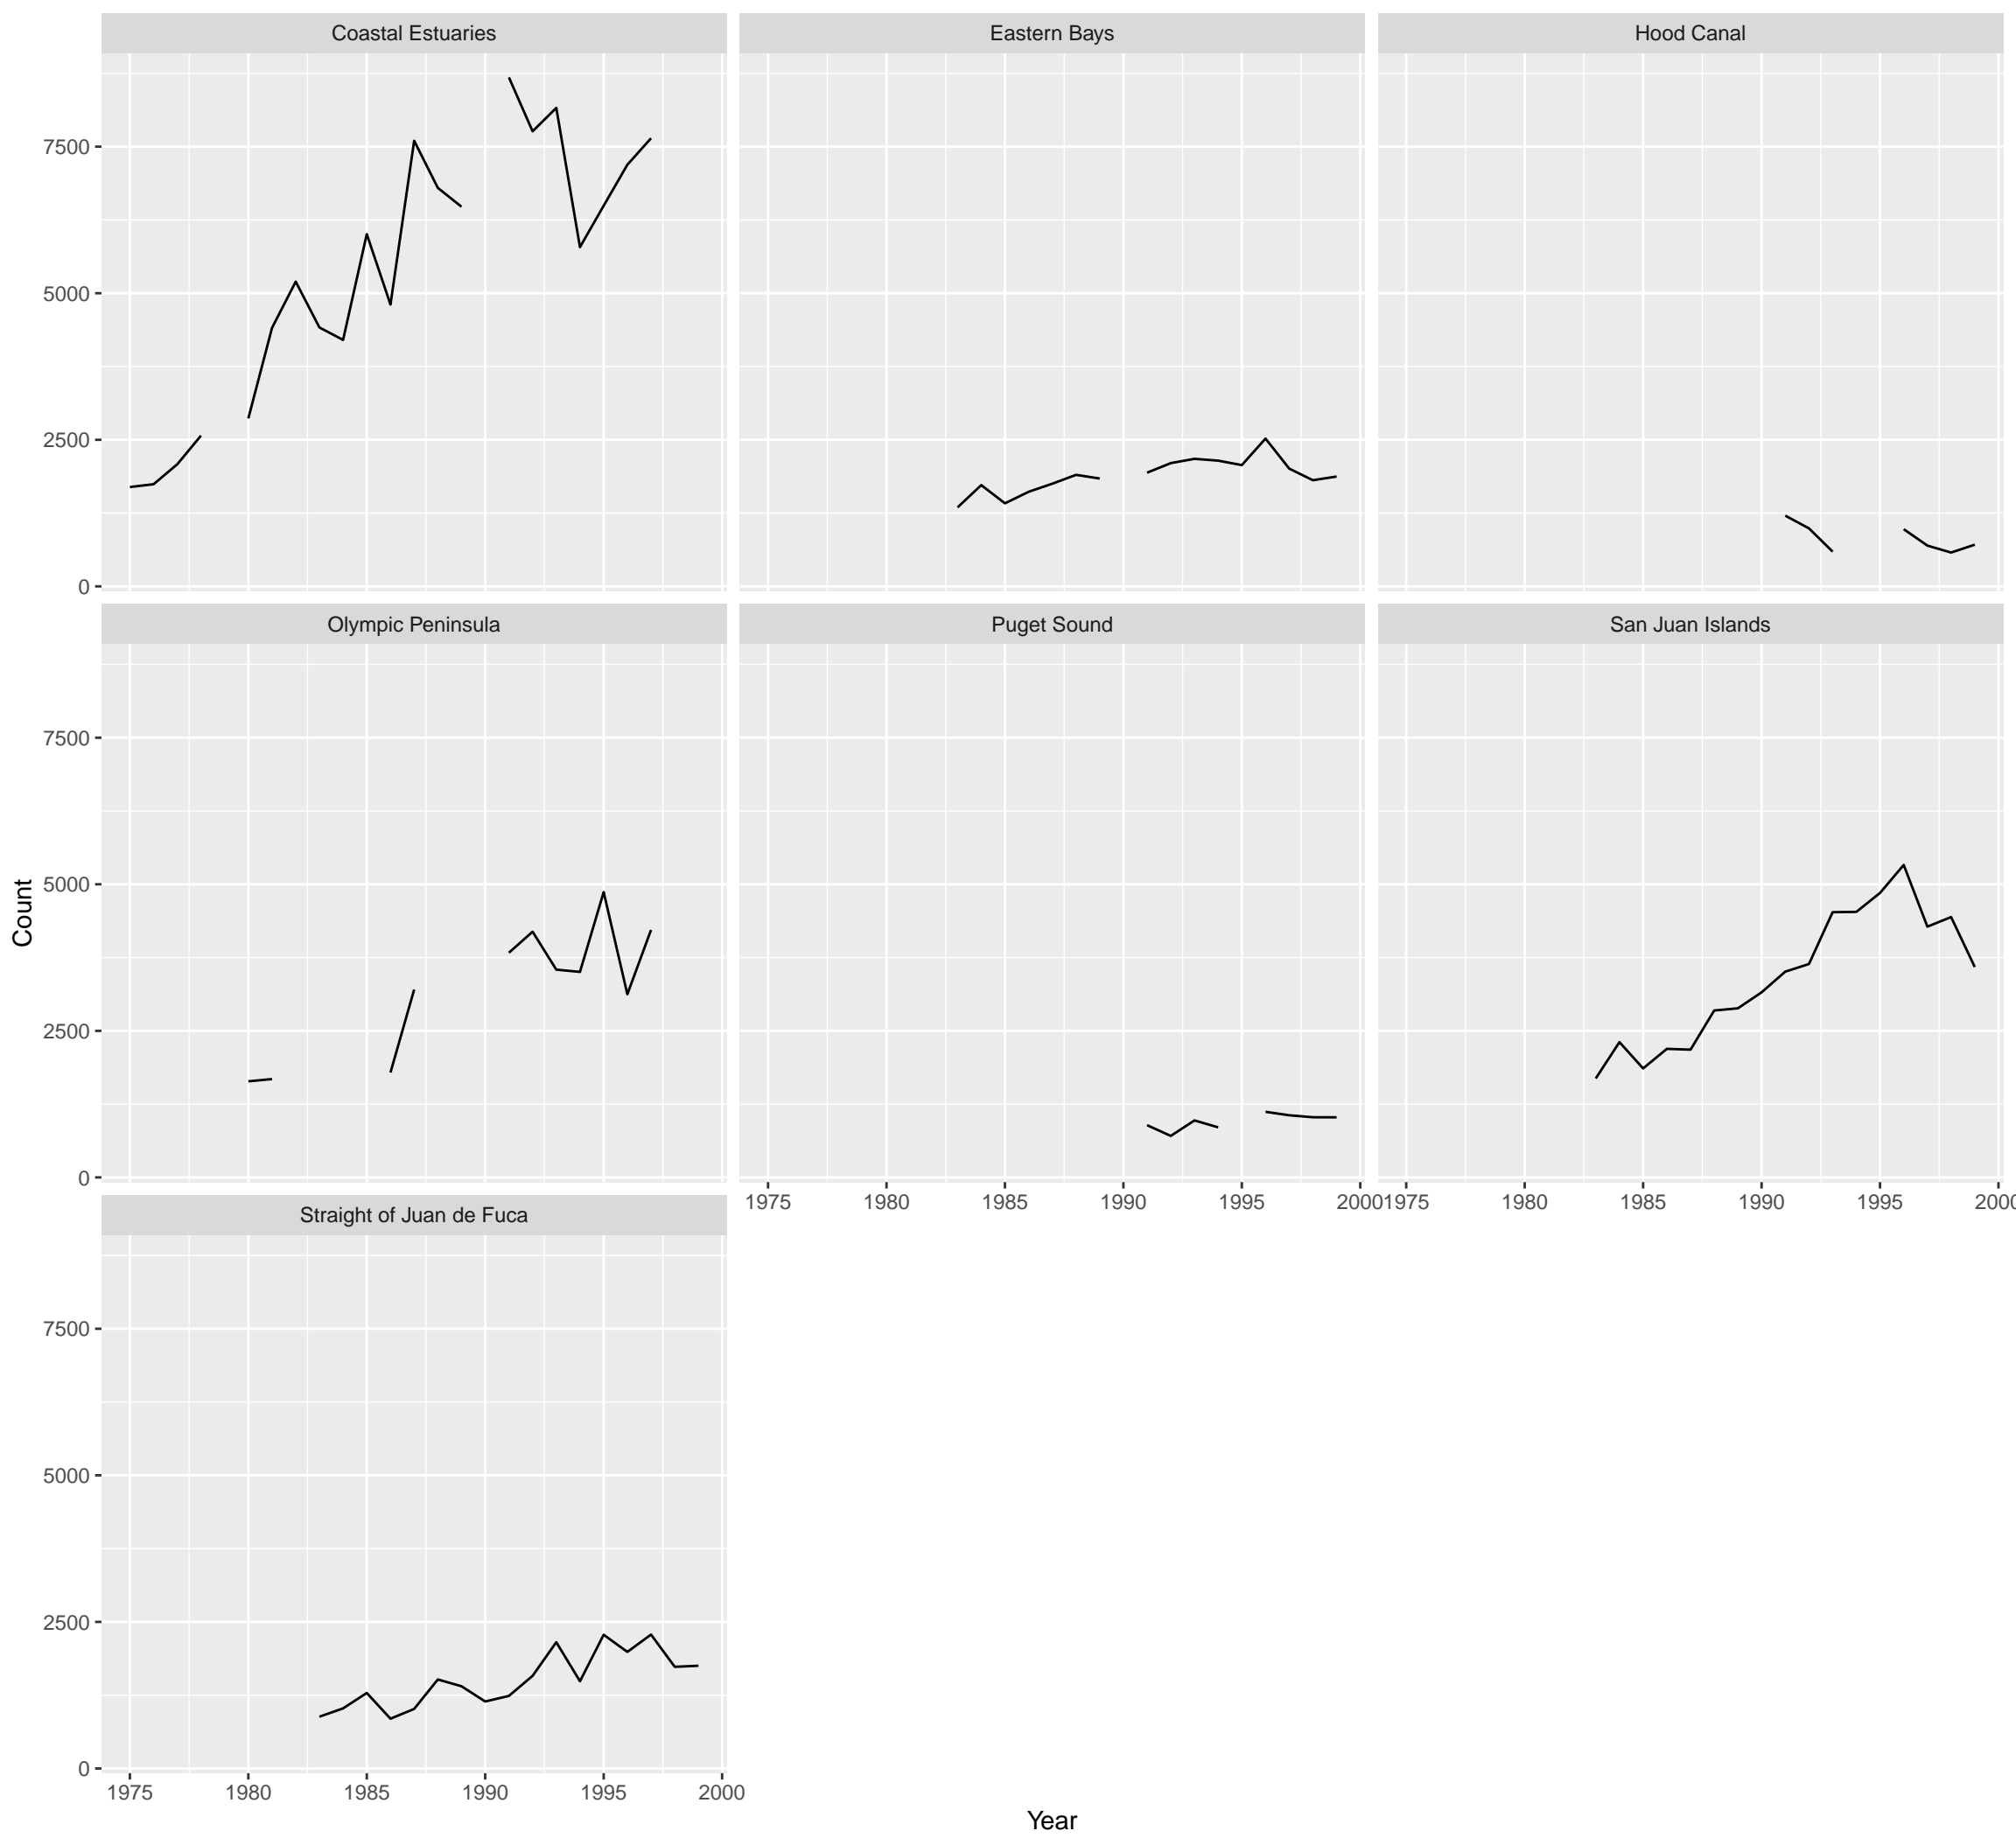 Coastal Estuaries
Eastern Bays
Hood Canal
7500
5000
2500
0
Olympic Peninsula
Puget Sound
San Juan Islands
7500
5000
2500
0
1975 1980 1985 1990 1995 2000
1975 1980 1985 1990 1995 2000
Straight of Juan de Fuca
7500
5000
2500
0
1975 1980 1985 1990 1995 2000
Count
Year